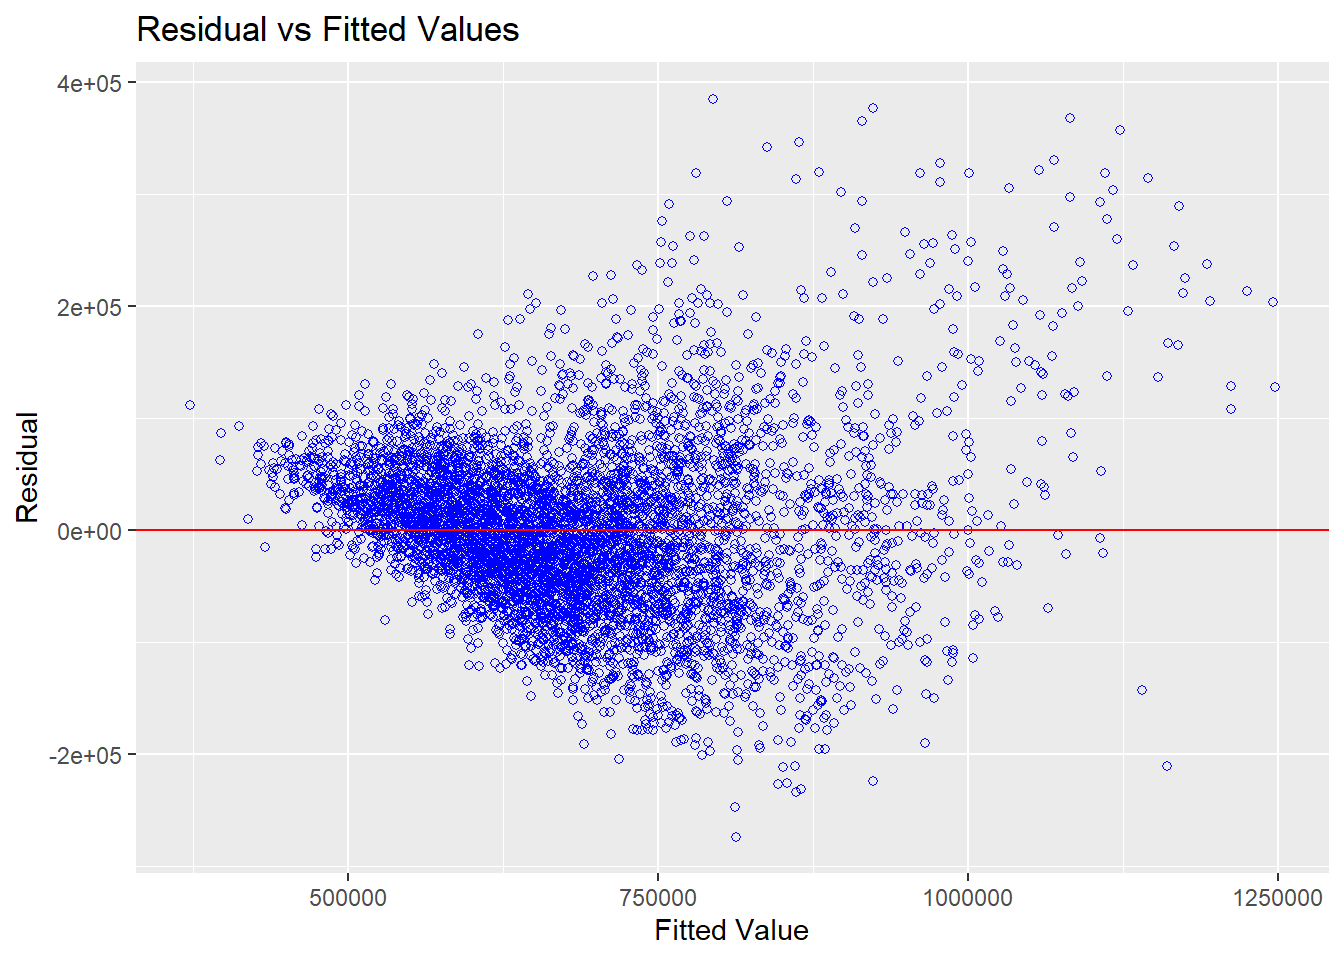 Residual vs Fitted Values
4e+05
2e+05
0e+00
-2e+05
Residual
500000
750000
1000000
1250000
Fitted Value